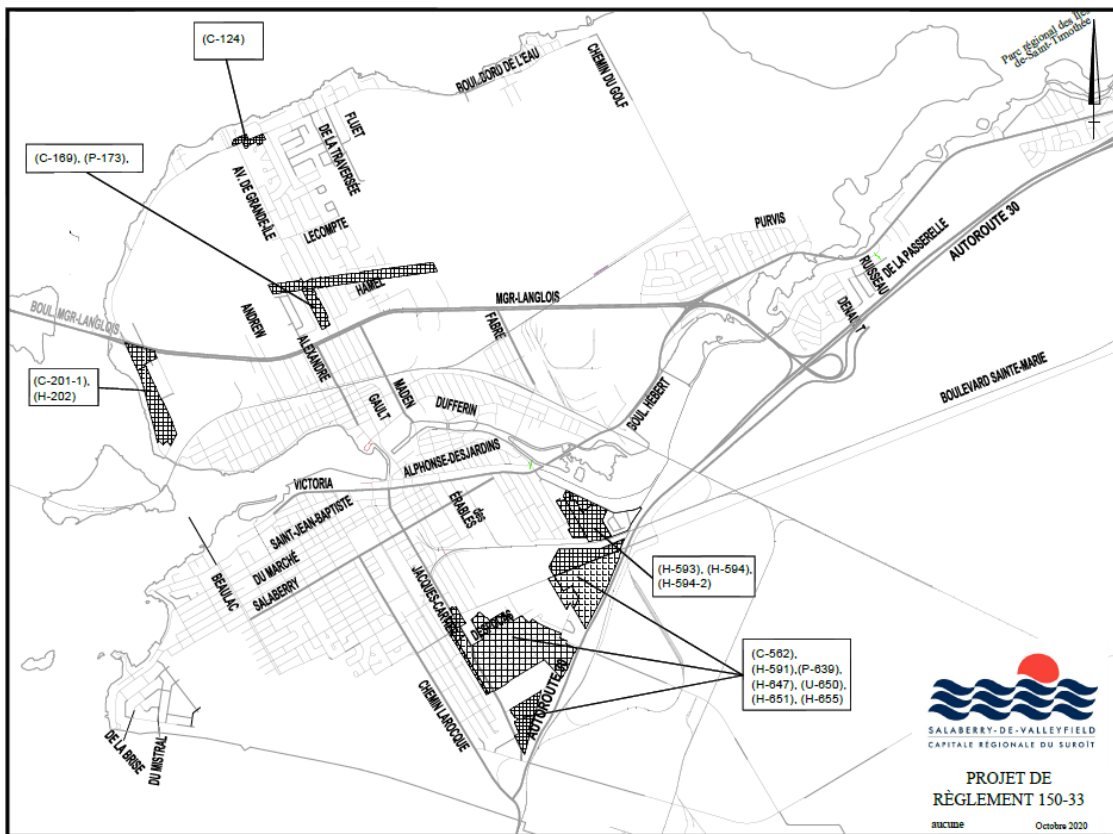 (C-124)
BOUL. BORD DE L'EAU
CHEMIN DU GOLF
Parc régional des Îles
de-Saint-Timothée
FLUET
DE LA TRAVERSÉE
(C-169), (P-173),
AV. DE GRANDE-ÎLE
LECOMPTE
PURVIS
AUTOROUTE 30
DE LA PASSERELLE
RUISSEAU
HAMEL
MGR-LANGLOIS
BOUL. MGR-LANGLOIS
ANDREW
ALEXANDRE
FABRE
(C-201-1),
(H-202)
MADEN
GAULT
DUFFERIN
BOUL. HÉBERT
BOULEVARD SAINTE-MARIE
ALPHONSE-DESJARDINS
VICTORIA
ÉRABLES
des
SAINT-JEAN-BAPTISTE
DU MARCHÉ
SALABERRY
BEAULAC
(H-593), (H-594),
(H-594-2)
JACQUES-CARTIER
(C-562),
(H-591),(P-639),
(H-647), (U-650),
(H-651), (H-655)
AUTOROUTE 30
CHEMIN LAROCQUE
DE LA BRISE
DU MISTRAL
SALABERRY-DE-VALLEYFIELD
CAPITALE RÉGIONALE DU SUROÎT
PROJET DE
RÈGLEMENT 150-33
aucune
Octobre 2020